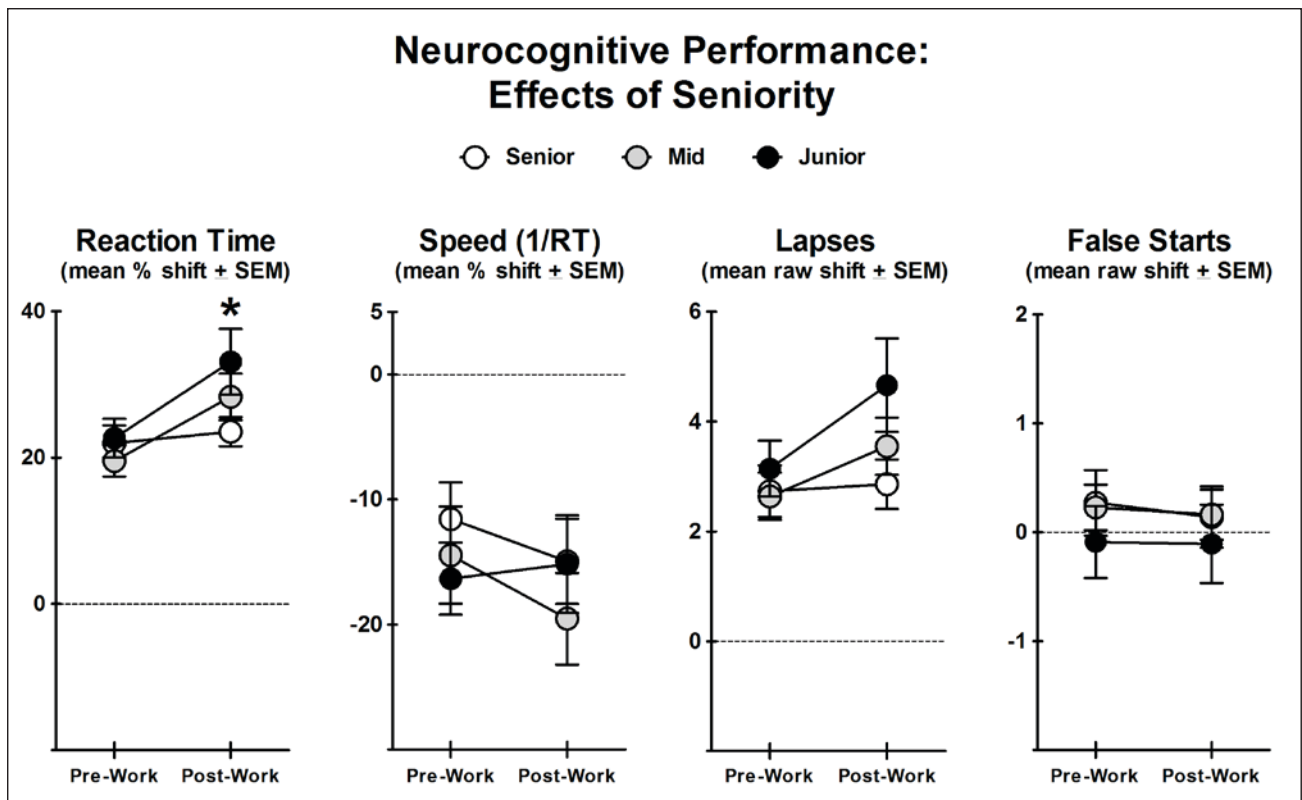 Neurocognitive Performance:
Effects of Seniority
Senior Mid Junior
Reaction Time
(mean % shift ± SEM)
*
40
20
0
Pre-Work Post-Work
Speed (1/RT)
(mean % shift ± SEM)
5
0
-10
-20
Pre-Work Post-Work
Lapses
(mean raw shift ± SEM)
6
4
2
0
Pre-Work Post-Work
False Starts
(mean raw shift ± SEM)
2
1
0
-1
-2
Pre-Work Post-Work